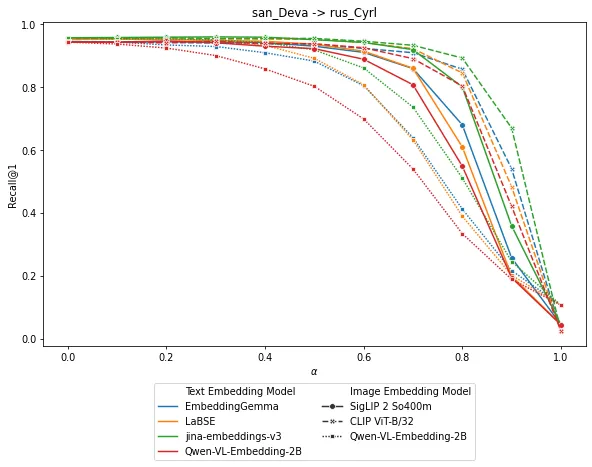 san_Deva -> rus_Cyrl
1.0
0.8
0.6
0.4
0.2
0.0
Recall@1
0.0 0.2 0.4 0.6 0.8 1.0
α
Text Embedding Model Image Embedding Model
EmbeddingGemma SigLIP 2 So400m
LaBSE CLIP ViT-B/32
jina-embeddings-v3 Qwen-VL-Embedding-2B
Qwen-VL-Embedding-2B